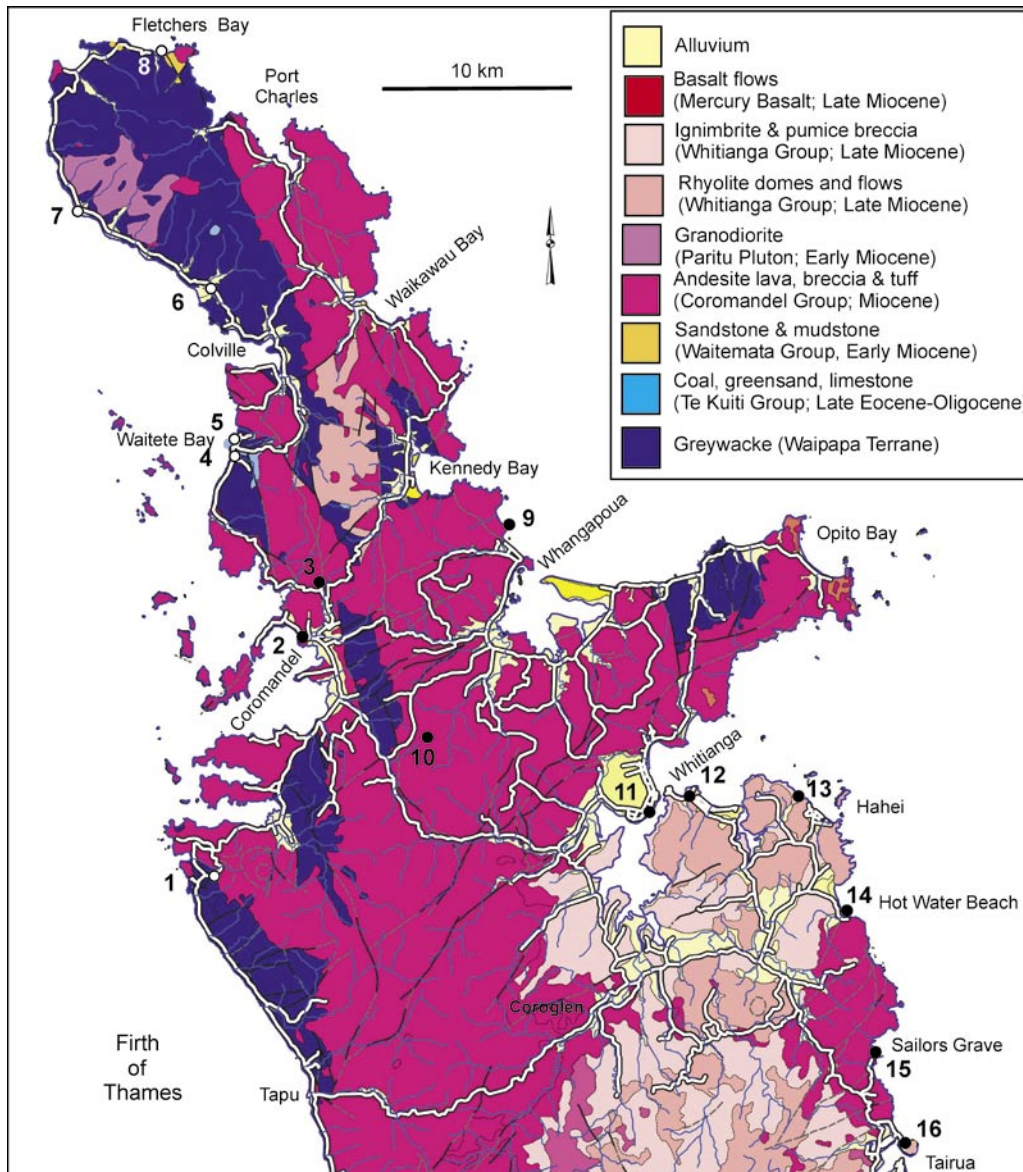 Fletchers Bay
8
Port
Charles
10 km
7
6
Waikawau Bay
Colville
5
Waitete Bay
4
Kennedy Bay
9
Whangapoua
Opito Bay
3
2
Coromandel
10
Whitianga
12
13
11
Hahei
1
14
Hot Water Beach
Coroglen
Firth
of
Thames
Sailors Grave
15
Tapu
16
Tairua
Alluvium
Basalt flows
(Mercury Basalt; Late Miocene)
Ignimbrite & pumice breccia
(Whitianga Group; Late Miocene)
Rhyolite domes and flows
(Whitianga Group; Late Miocene)
Granodiorite
(Paritu Pluton; Early Miocene)
Andesite lava, breccia & tuff
(Coromandel Group; Miocene)
Sandstone & mudstone
(Waitemata Group, Early Miocene)
Coal, greensand, limestone
(Te Kuiti Group; Late Eocene-Oligocene)
Greywacke (Waipapa Terrane)